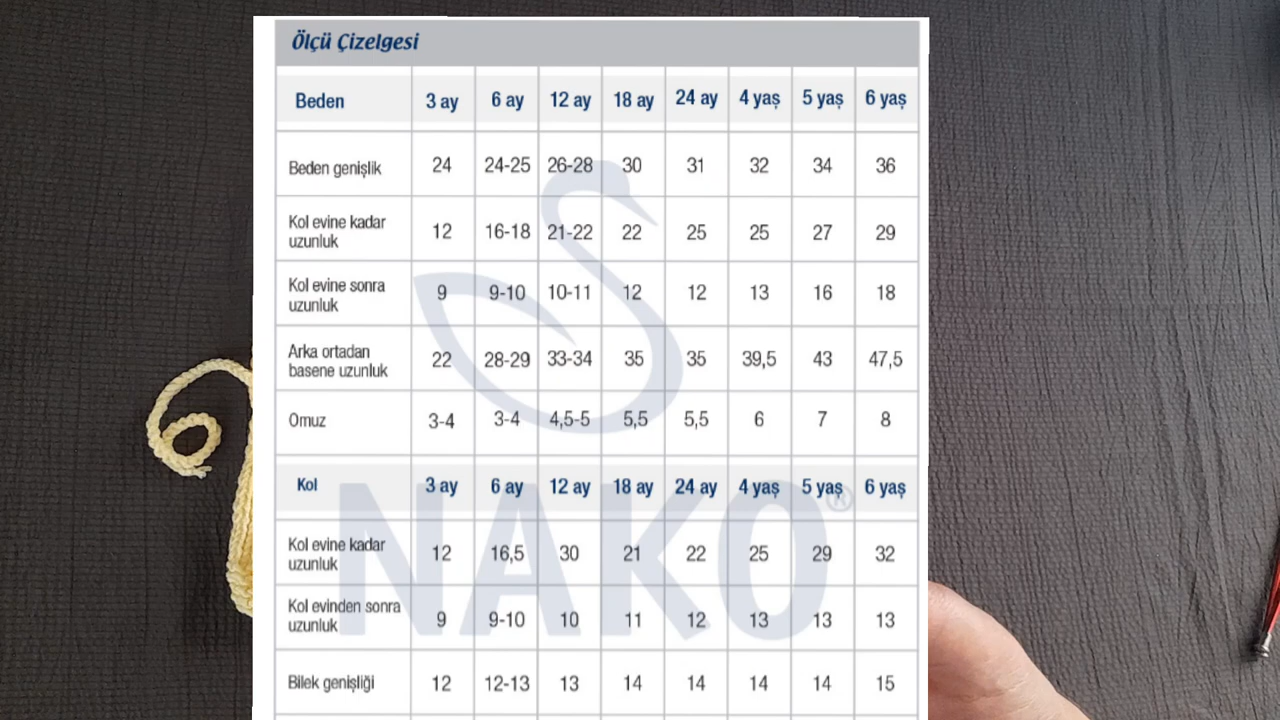 Ölçü Çizelgesi
Beden 3 ay 6 ay 12 ay 18 ay 24 ay 4 yaş 5 yaş 6 yaş
Beden genişlik 24 24-25 26-28 30 31 32 34 36
Kol evine kadar
uzunluk 12 16-18 21-22 22 25 25 27 29
Kol evine sonra
uzunluk 9 9-10 10-11 12 12 13 16 18
Arka ortadan
basene uzunluk 22 28-29 33-34 35 35 39,5 43 47,5
Omuz 3-4 3-4 4,5-5 5,5 5,5 6 7 8
Kol 3 ay 6 ay 12 ay 18 ay 24 ay 4 yaş 5 yaş 6 yaş
Kol evine kadar
uzunluk 12 16,5 30 21 22 25 29 32
Kol evinden sonra
uzunluk 9 9-10 10 11 12 13 13 13
Bilek genişliği 12 12-13 13 14 14 14 14 15
NAKO®